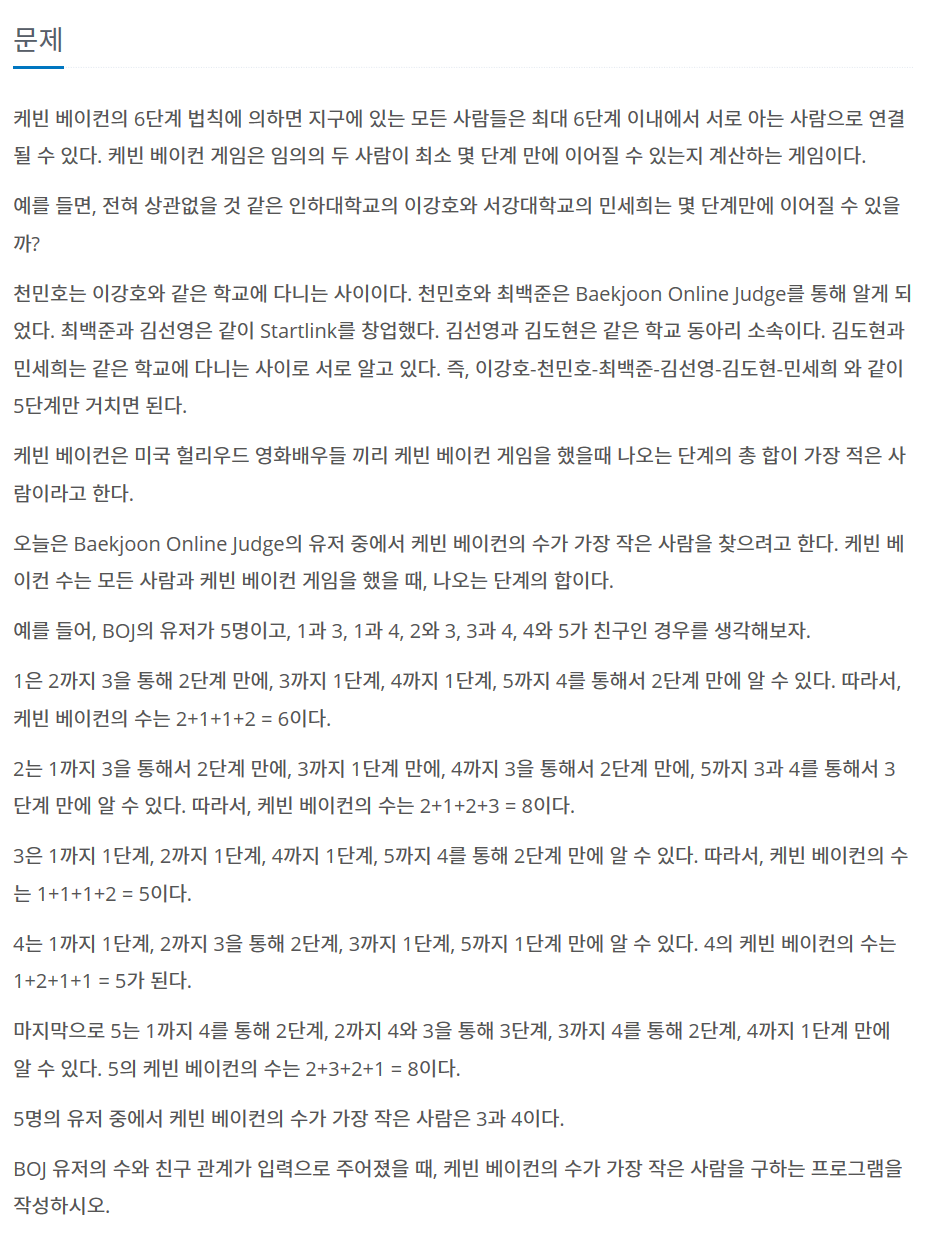 문제
케빈 베이컨의 6단계 법칙에 의하면 지구에 있는 모든 사람들은 최대 6단계 이내에서 서로 아는 사람으로 연결
될 수 있다. 케빈 베이컨 게임은 임의의 두 사람이 최소 몇 단계 만에 이어질 수 있는지 계산하는 게임이다.
예를 들면, 전혀 상관없을 것 같은 인하대학교의 이강호와 서강대학교의 민세희는 몇 단계만에 이어질 수 있을
까?
천민호는 이강호와 같은 학교에 다니는 사이이다. 천민호와 최백준은 Baekjoon Online Judge를 통해 알게 되
었다. 최백준과 김선영은 같이 Startlink를 창업했다. 김선영과 김도현은 같은 학교 동아리 소속이다. 김도현과
민세희는 같은 학교에 다니는 사이로 서로 알고 있다. 즉, 이강호-천민호-최백준-김선영-김도현-민세희 와 같이
5단계만 거치면 된다.
케빈 베이컨은 미국 헐리우드 영화배우들 끼리 케빈 베이컨 게임을 했을때 나오는 단계의 총 합이 가장 적은 사
람이라고 한다.
오늘은 Baekjoon Online Judge의 유저 중에서 케빈 베이컨의 수가 가장 작은 사람을 찾으려고 한다. 케빈 베
이컨 수는 모든 사람과 케빈 베이컨 게임을 했을 때, 나오는 단계의 합이다.
예를 들어, BOJ의 유저가 5명이고, 1과 3, 1과 4, 2와 3, 3과 4, 4와 5가 친구인 경우를 생각해보자.
1은 2까지 3을 통해 2단계 만에, 3까지 1단계, 4까지 1단계, 5까지 4를 통해서 2단계 만에 알 수 있다. 따라서,
케빈 베이컨의 수는 2+1+1+2 = 6이다.
2는 1까지 3을 통해서 2단계 만에, 3까지 1단계 만에, 4까지 3을 통해서 2단계 만에, 5까지 3과 4를 통해서 3
단계 만에 알 수 있다. 따라서, 케빈 베이컨의 수는 2+1+2+3 = 8이다.
3은 1까지 1단계, 2까지 1단계, 4까지 1단계, 5까지 4를 통해 2단계 만에 알 수 있다. 따라서, 케빈 베이컨의 수
는 1+1+1+2 = 5이다.
4는 1까지 1단계, 2까지 3을 통해 2단계, 3까지 1단계, 5까지 1단계 만에 알 수 있다. 4의 케빈 베이컨의 수는
1+2+1+1 = 5가 된다.
마지막으로 5는 1까지 4를 통해 2단계, 2까지 4와 3을 통해 3단계, 3까지 4를 통해 2단계, 4까지 1단계 만에
알 수 있다. 5의 케빈 베이컨의 수는 2+3+2+1 = 8이다.
5명의 유저 중에서 케빈 베이컨의 수가 가장 작은 사람은 3과 4이다.
BOJ 유저의 수와 친구 관계가 입력으로 주어졌을 때, 케빈 베이컨의 수가 가장 작은 사람을 구하는 프로그램을
작성하시오.